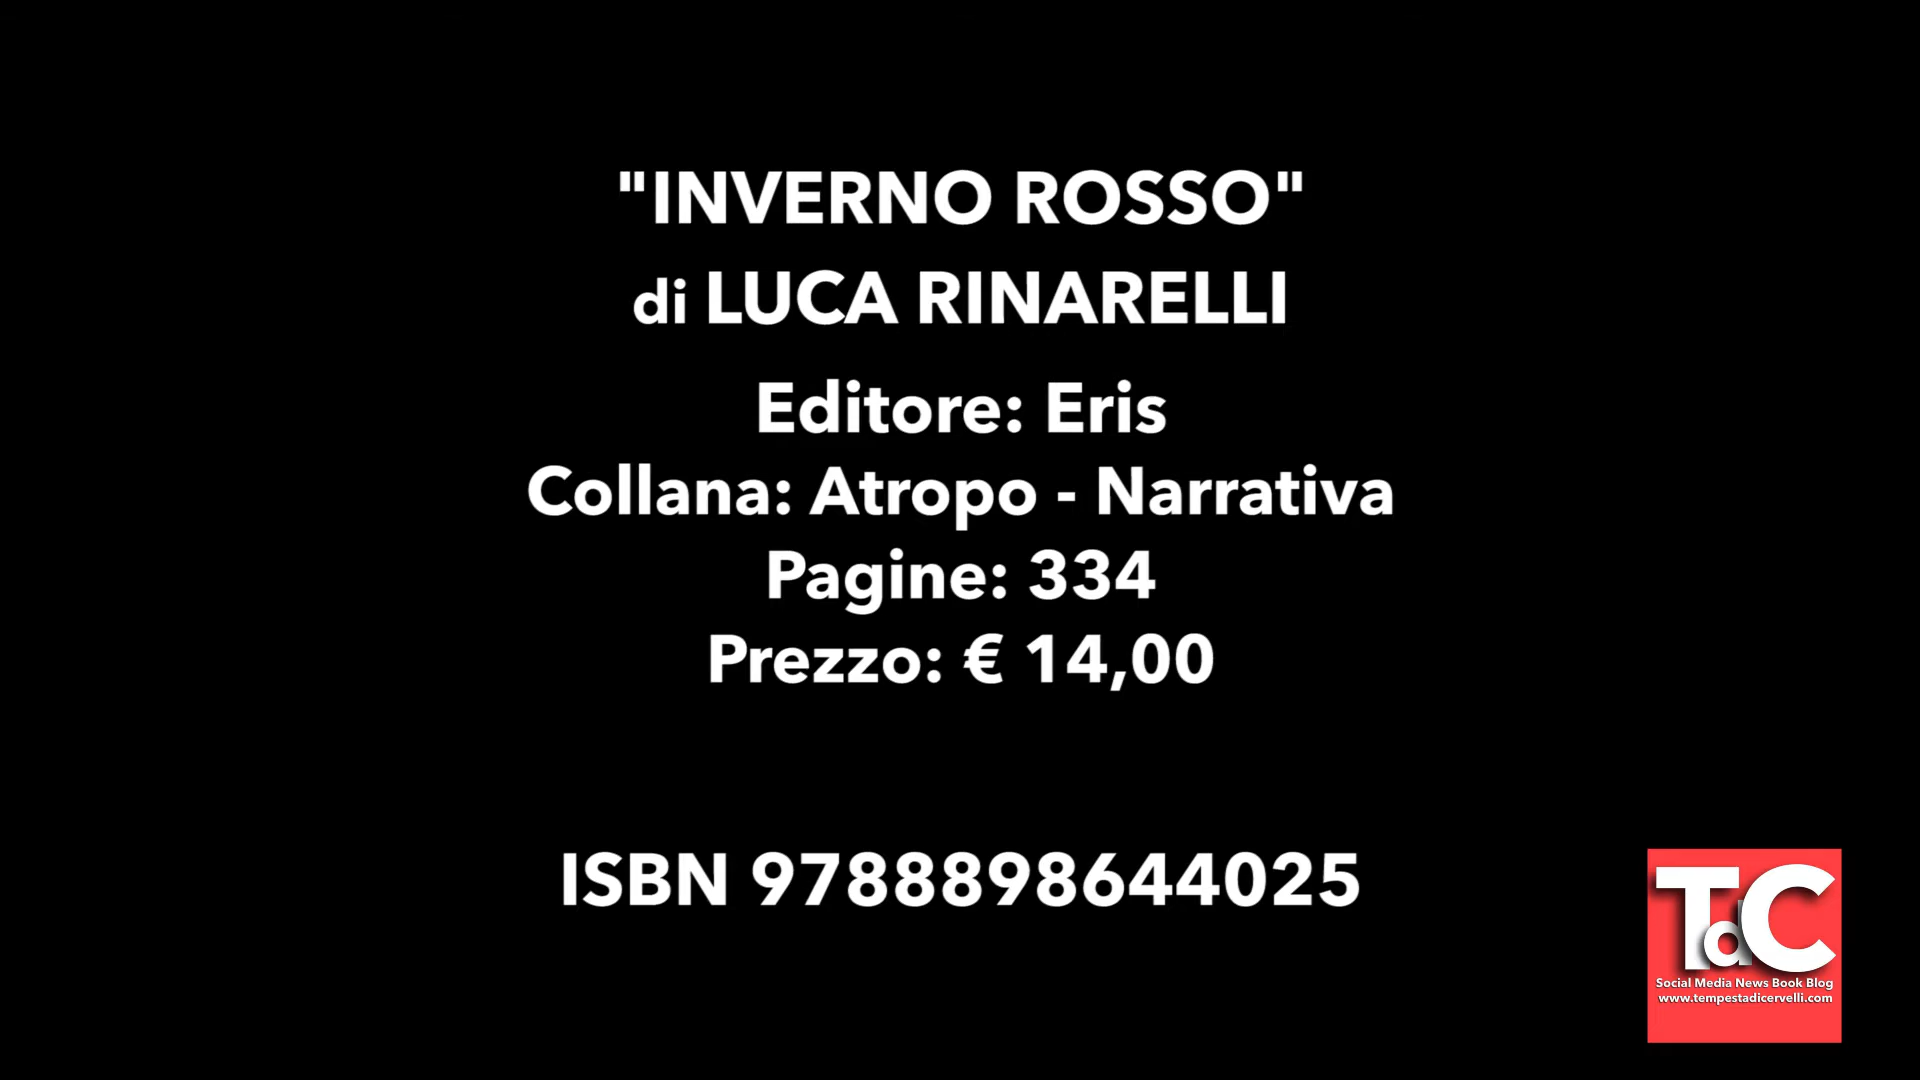 "INVERNO ROSSO"
di LUCA RINARELLI
Editore: Eris
Collana: Atropo - Narrativa
Pagine: 334
Prezzo: € 14,00
ISBN 9788898644025
TdC
Social Media News Book Blog
www.tempestadicervelli.com